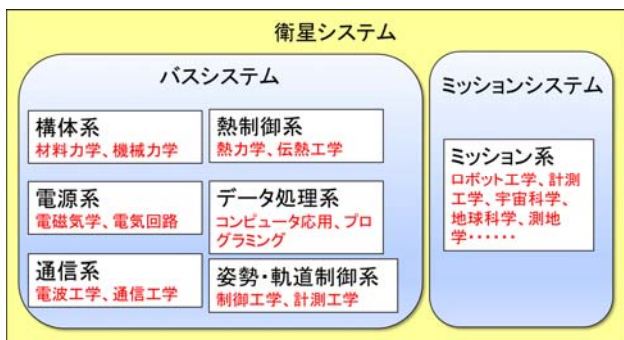 衛星システム
バスシステム
構体系
材料力学、機械力学
熱制御系
熱力学、伝熱工学
電源系
電磁気学、電気回路
データ処理系
コンピュータ応用、プロ
グラミング
通信系
電波工学、通信工学
姿勢・軌道制御系
制御工学、計測工学
ミッションシステム
ミッション系
ロボット工学、計測
工学、宇宙科学、
地球科学、測地
学・・・・・・